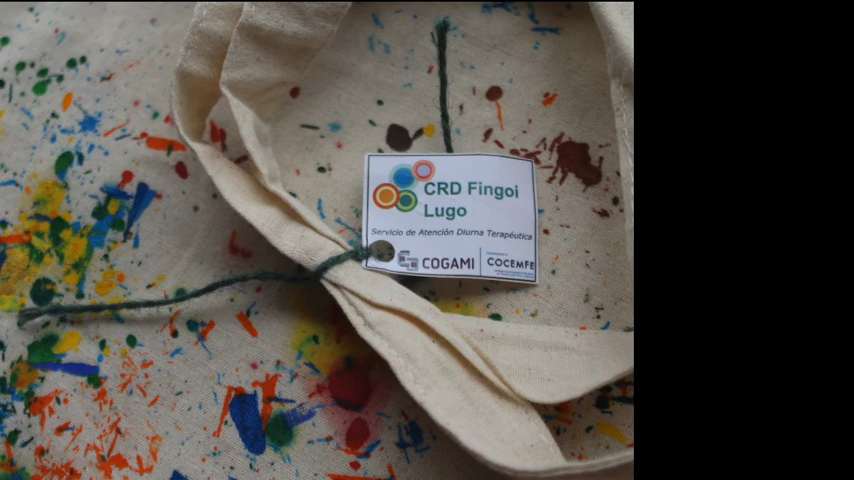 CRD Fingoi
Lugo
Servicio de Atención Diurna Terapéutica
COGAMI
COCEMFE